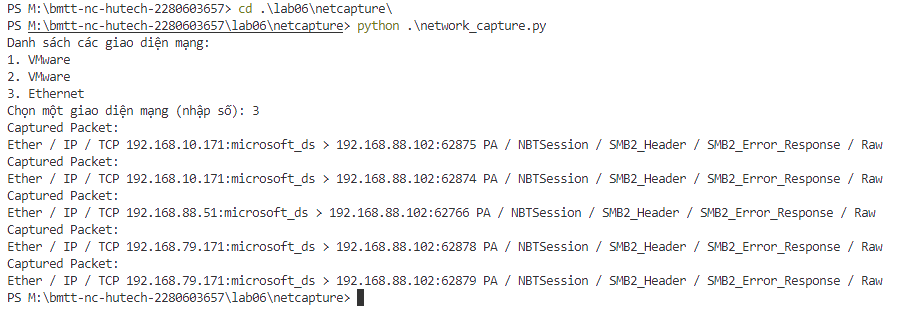 PS M:\bmtt-nc-hutech-2280603657> cd .\lab06\netcapture\
PS M:\bmtt-nc-hutech-2280603657\lab06\netcapture> python .\network_capture.py
Danh sách các giao diện mạng:
1. VMware
2. VMware
3. Ethernet
Chọn một giao diện mạng (nhập số): 3
Captured Packet:
Ether / IP / TCP 192.168.10.171:microsoft_ds > 192.168.88.102:62875 PA / NBTSession / SMB2_Header / SMB2_Error_Response / Raw
Captured Packet:
Ether / IP / TCP 192.168.10.171:microsoft_ds > 192.168.88.102:62874 PA / NBTSession / SMB2_Header / SMB2_Error_Response / Raw
Captured Packet:
Ether / IP / TCP 192.168.88.51:microsoft_ds > 192.168.88.102:62766 PA / NBTSession / SMB2_Header / SMB2_Error_Response / Raw
Captured Packet:
Ether / IP / TCP 192.168.79.171:microsoft_ds > 192.168.88.102:62878 PA / NBTSession / SMB2_Header / SMB2_Error_Response / Raw
Captured Packet:
Ether / IP / TCP 192.168.79.171:microsoft_ds > 192.168.88.102:62879 PA / NBTSession / SMB2_Header / SMB2_Error_Response / Raw
PS M:\bmtt-nc-hutech-2280603657\lab06\netcapture>